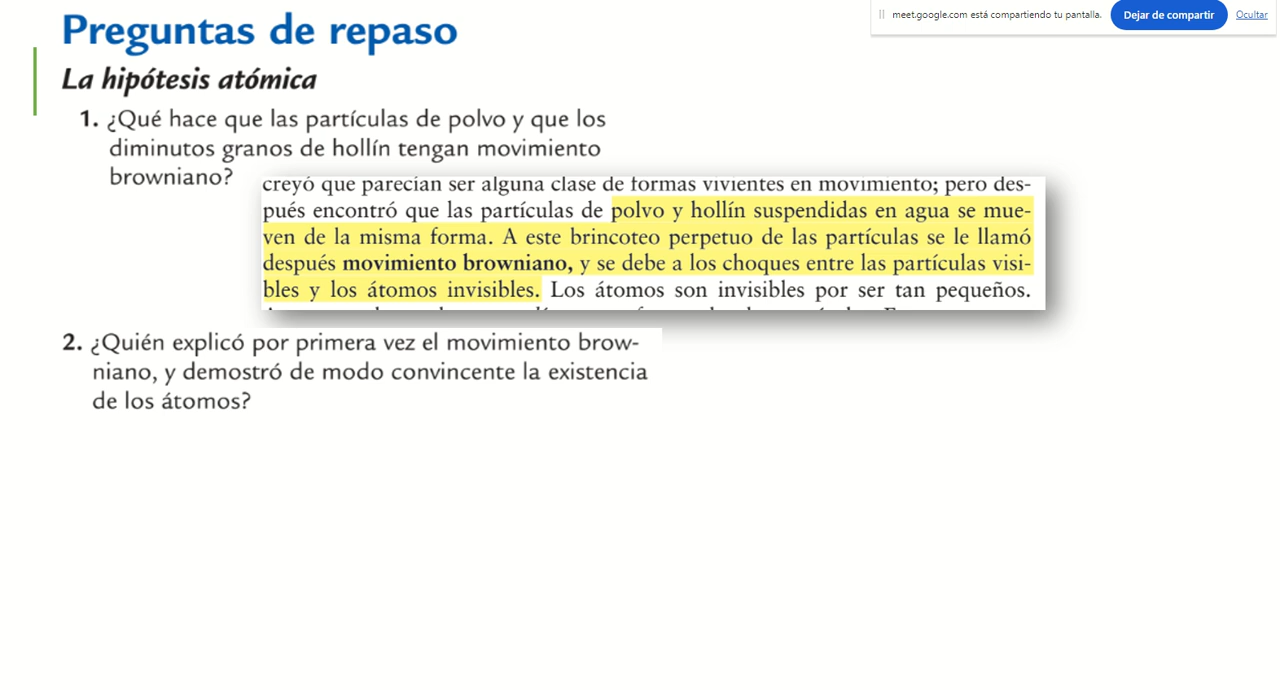 meet.google.com está compartiendo tu pantalla.
Dejar de compartir
Ocultar
Preguntas de repaso
La hipótesis atómica
1. ¿Qué hace que las partículas de polvo y que los
diminutos granos de hollín tengan movimiento
browniano?
creyó que parecían ser alguna clase de formas vivientes en movimiento; pero des-
pués encontró que las partículas de polvo y hollín suspendidas en agua se mue-
ven de la misma forma. A este brincoteo perpetuo de las partículas se le llamó
después movimiento browniano, y se debe a los choques entre las partículas visi-
bles y los átomos invisibles. Los átomos son invisibles por ser tan pequeños.
2. ¿Quién explicó por primera vez el movimiento brow-
niano, y demostró de modo convincente la existencia
de los átomos?